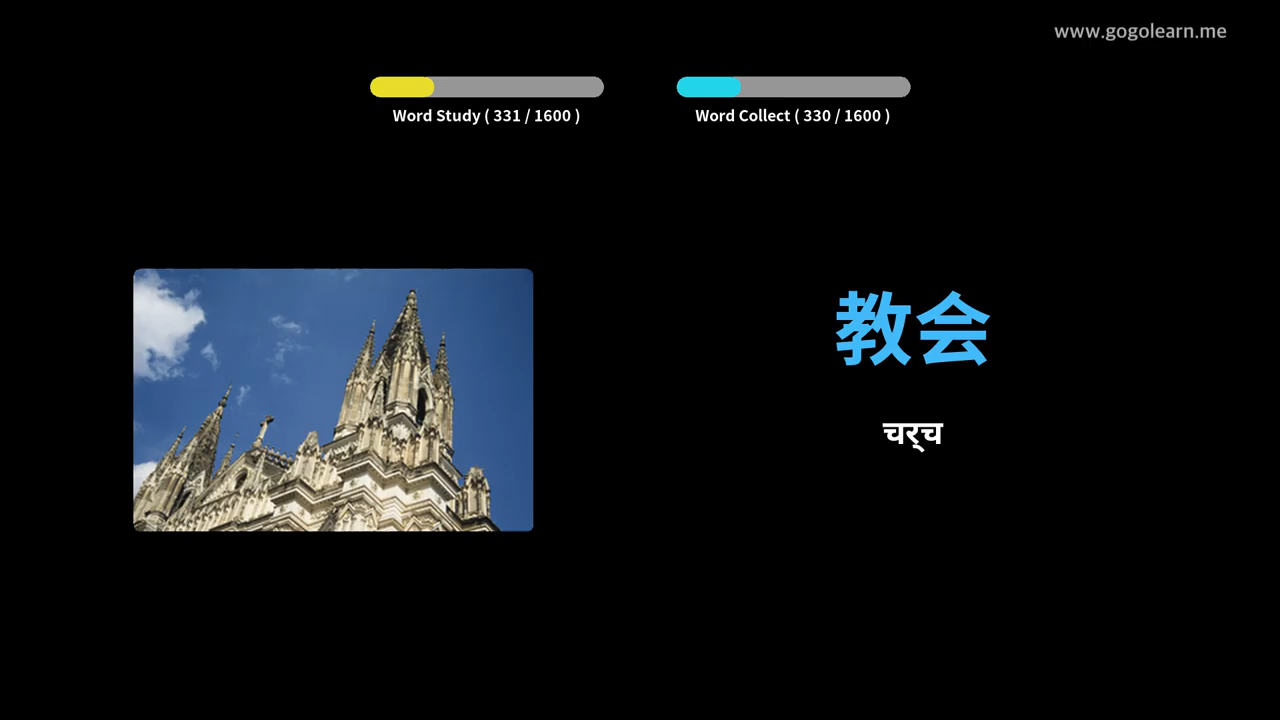 www.gogolearn.me
Word Study ( 331 / 1600 )
Word Collect ( 330 / 1600 )
教会
चर्च